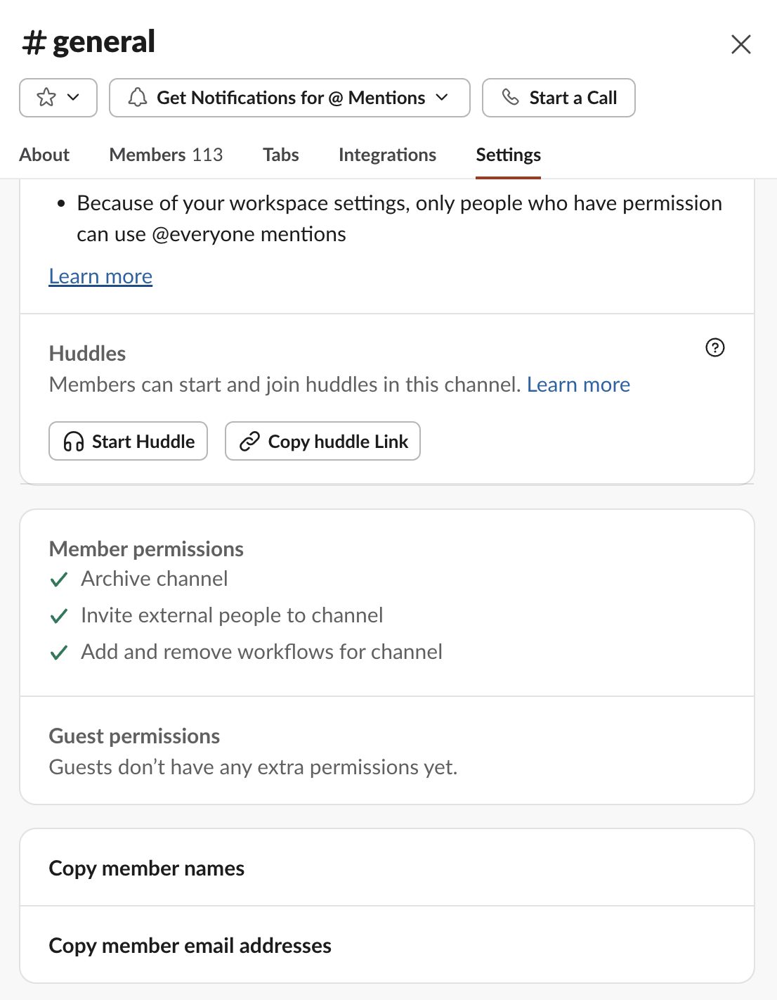 # general
Get Notifications for @ Mentions
Start a Call
About
Members 113
Tabs
Integrations
Settings
• Because of your workspace settings, only people who have permission
can use @everyone mentions
Learn more
Huddles
Members can start and join huddles in this channel. Learn more
Start Huddle
Copy huddle Link
Member permissions
Archive channel
Invite external people to channel
Add and remove workflows for channel
Guest permissions
Guests don’t have any extra permissions yet.
Copy member names
Copy member email addresses